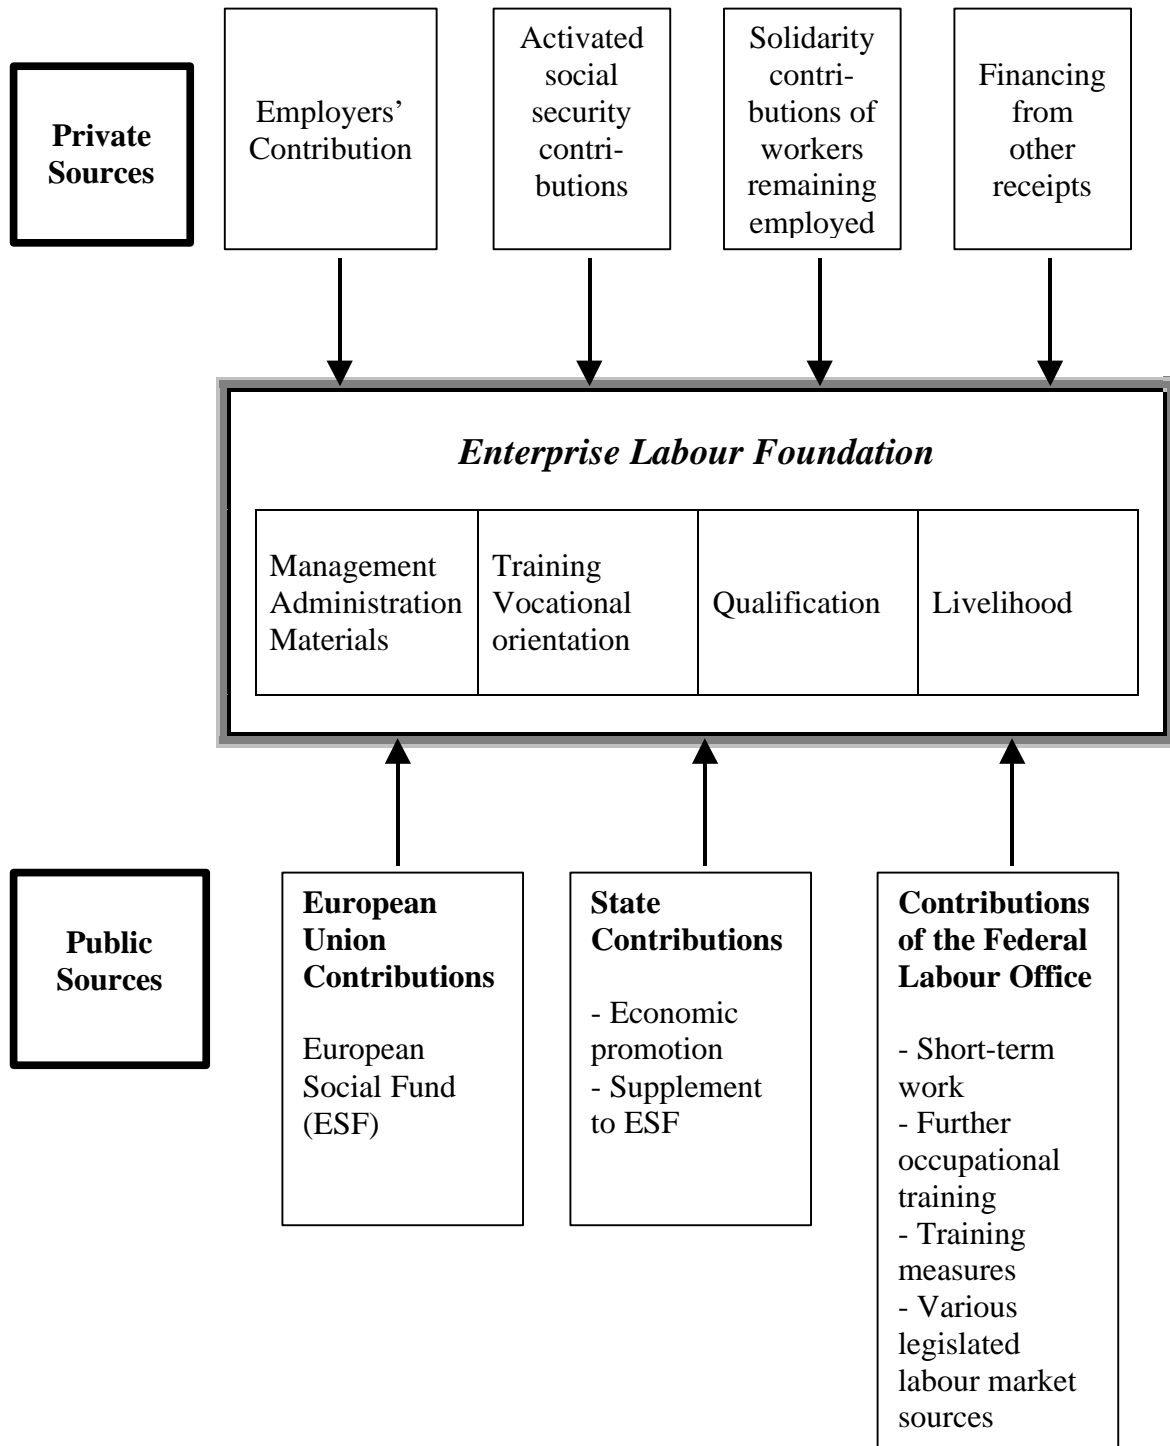 Private
Sources
Employers’
Contribution
Activated
social
security
contri-
butions
Solidarity
contri-
butions of
workers
remaining
employed
Financing
from
other
receipts
Enterprise Labour Foundation
Management
Administration
Materials
Training
Vocational
orientation
Qualification
Livelihood
Public
Sources
European
Union
Contributions
European
Social Fund
(ESF)
State
Contributions
- Economic
promotion
- Supplement
to ESF
Contributions
of the Federal
Labour Office
- Short-term
work
- Further
occupational
training
- Training
measures
- Various
legislated
labour market
sources